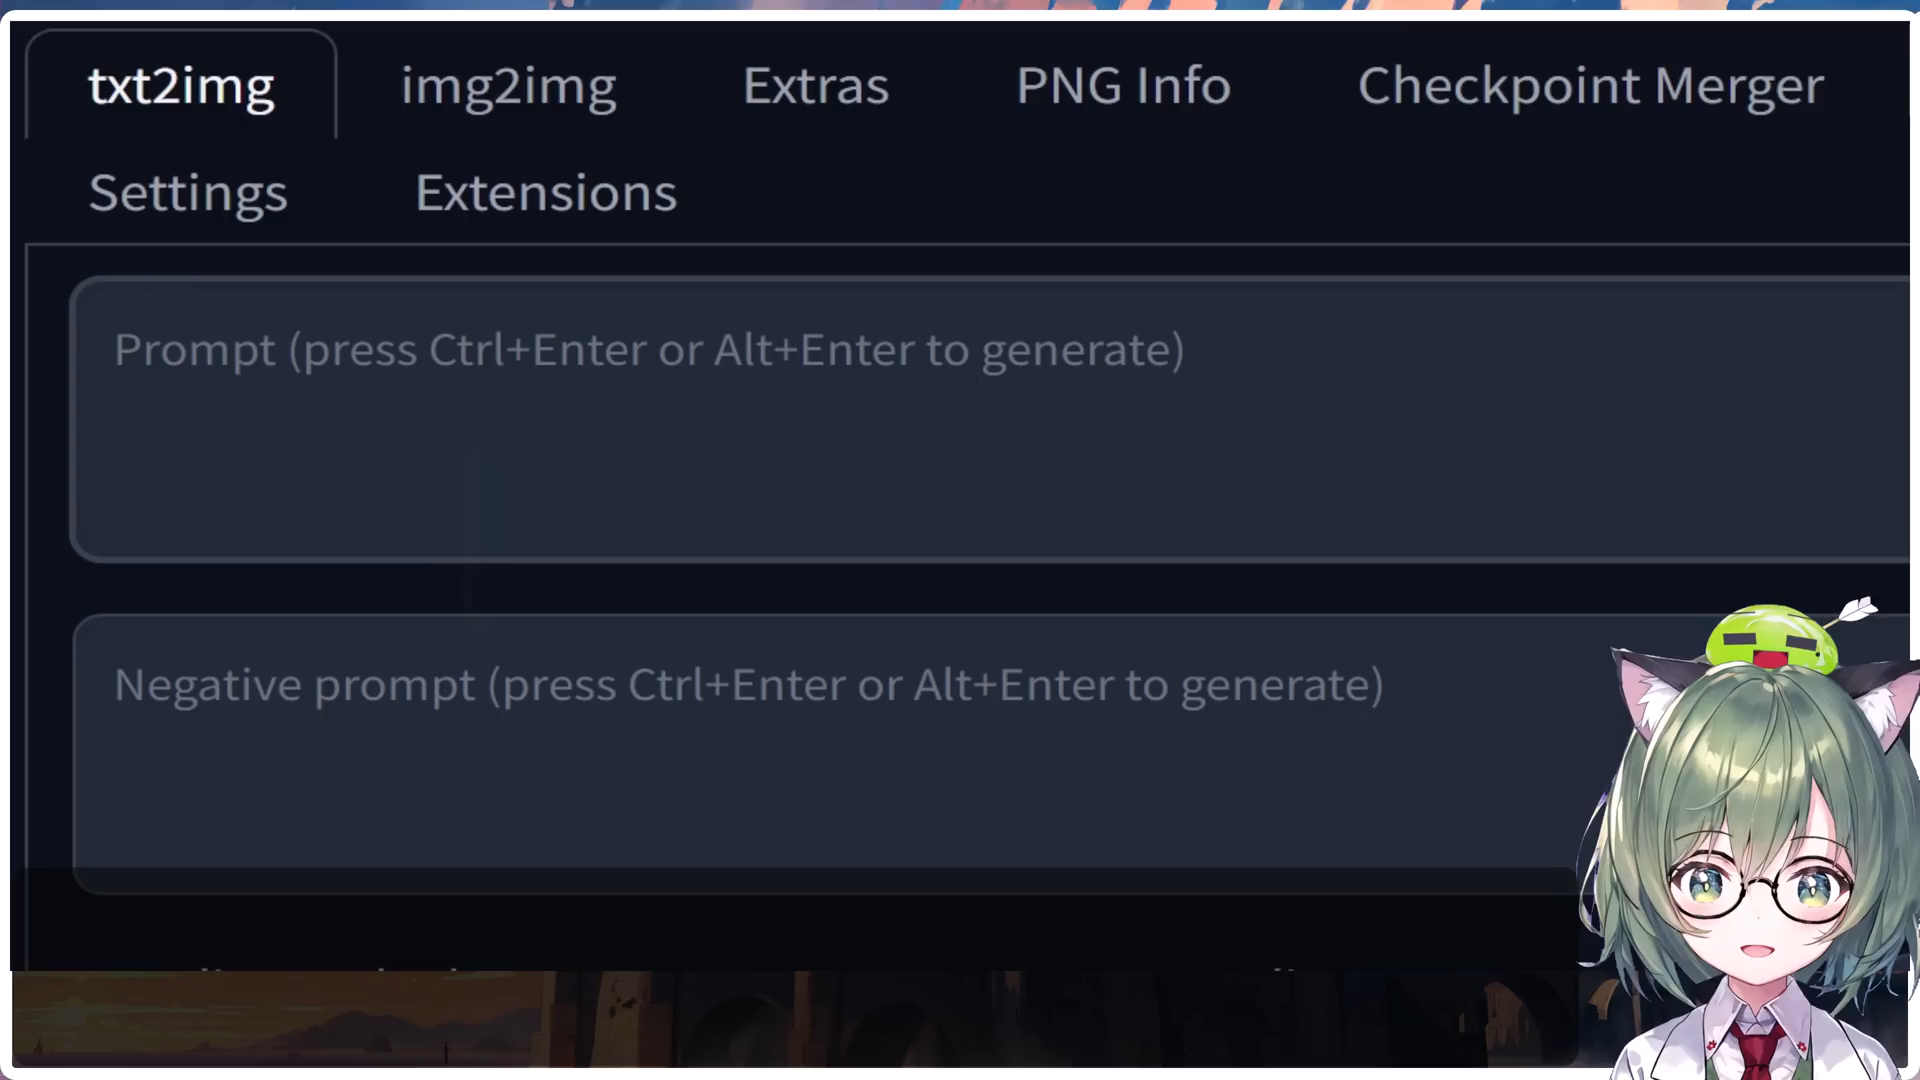 txt2img img2img Extras PNG Info Checkpoint Merger
Settings Extensions
Prompt (press Ctrl+Enter or Alt+Enter to generate)
Negative prompt (press Ctrl+Enter or Alt+Enter to generate)